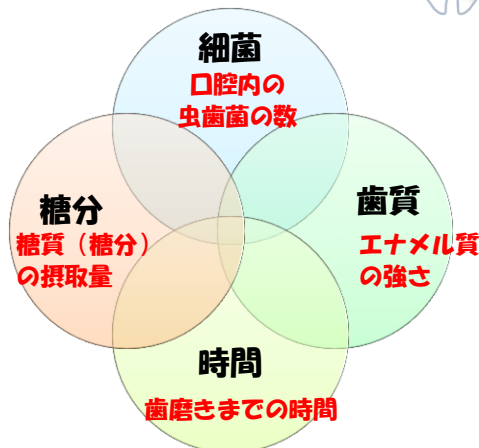 細菌
口腔内の
虫歯菌の数
糖分
糖質（糖分）
の摂取量
歯質
エナメル質
の強さ
時間
歯磨きまでの時間